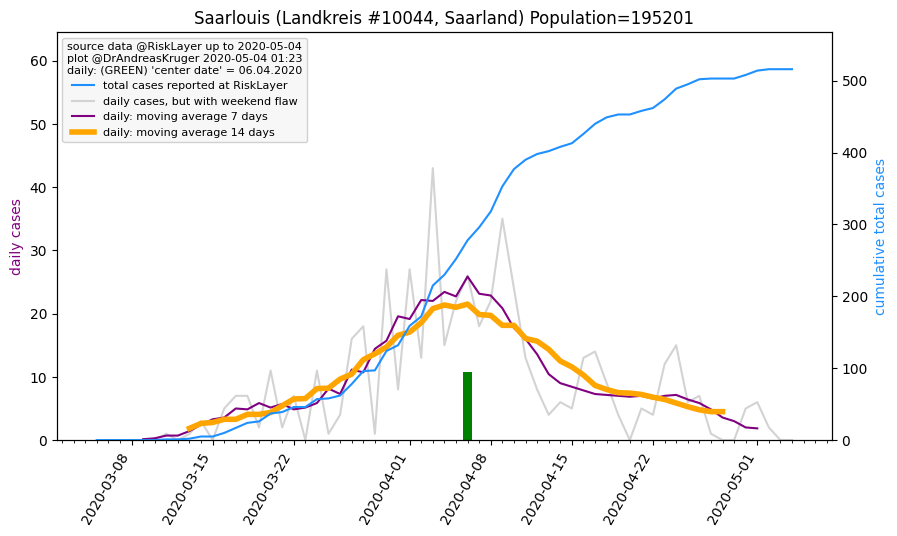 Saarlouis (Landkreis #10044, Saarland) Population=195201
source data @RiskLayer up to 2020-05-04
plot @DrAndreasKruger 2020-05-04 01:23
daily: (GREEN) 'center date' = 06.04.2020
total cases reported at RiskLayer
daily cases, but with weekend flaw
daily: moving average 7 days
daily: moving average 14 days
daily cases
60
50
40
30
20
10
0
cumulative total cases
500
400
300
200
100
0
2020-03-08
2020-03-15
2020-03-22
2020-04-01
2020-04-08
2020-04-15
2020-04-22
2020-05-01